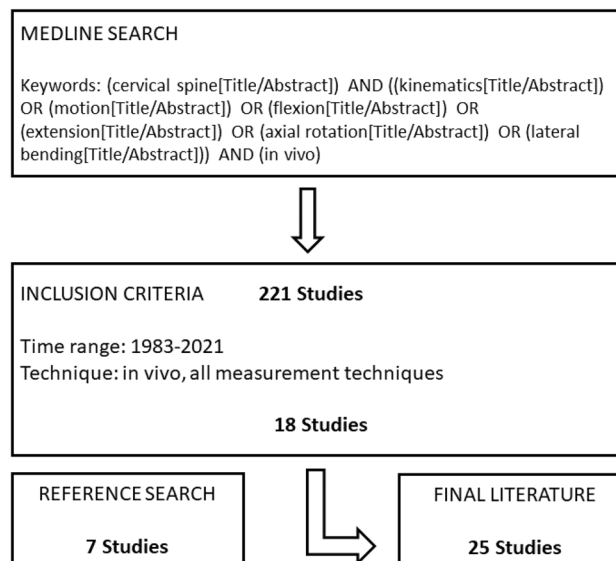 MEDLINE SEARCH
Keywords: (cervical spine[Title/Abstract]) AND ((kinematics[Title/Abstract])
OR (motion[Title/Abstract]) OR (flexion[Title/Abstract]) OR
(extension[Title/Abstract]) OR (axial rotation[Title/Abstract]) OR (lateral
bending[Title/Abstract])) AND (in vivo)
INCLUSION CRITERIA 221 Studies
Time range: 1983-2021
Technique: in vivo, all measurement techniques
18 Studies
REFERENCE SEARCH
7 Studies
FINAL LITERATURE
25 Studies